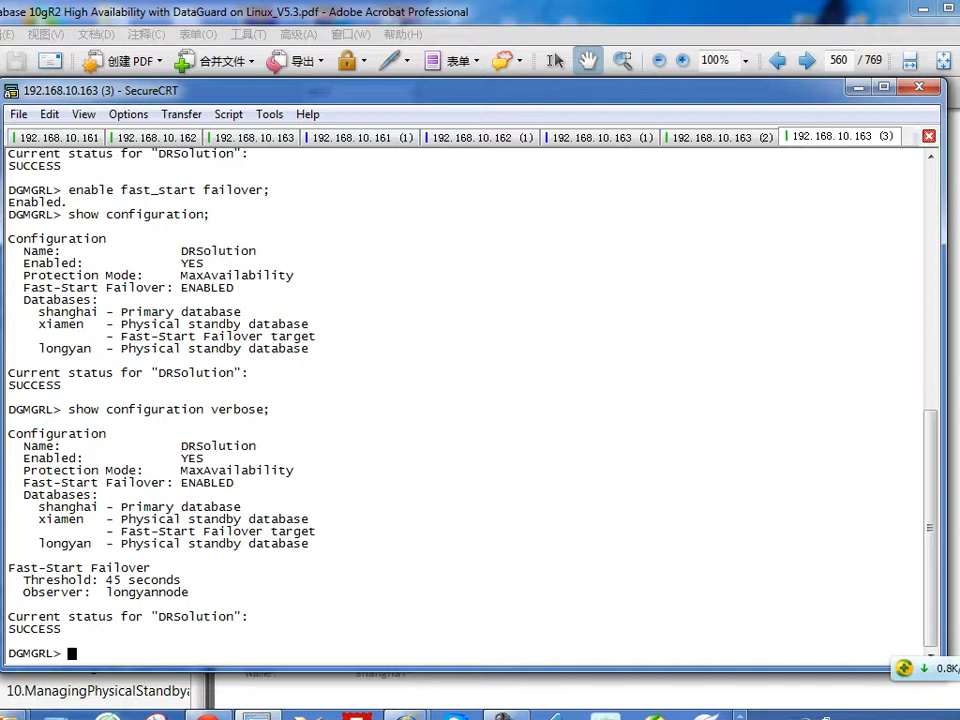 abase 10gR2 High Availability with DataGuard on Linux_V5.3.pdf - Adobe Acrobat Professional
(E) 视图(V) 文档(D) 注释(C) 表单(O) 工具(T) 高级(A) 窗口(W) 帮助(H)
创建 PDF 合并文件 导出 表单 100% 560 / 769
192.168.10.163 (3) - SecureCRT
File Edit View Options Transfer Script Tools Help
192.168.10.161 192.168.10.162 192.168.10.163 192.168.10.161 (1) 192.168.10.162 (1) 192.168.10.163 (1) 192.168.10.163 (2) 192.168.10.163 (3)
Current status for "DRSolution":
SUCCESS
DGMGRL> enable fast_start failover;
Enabled.
DGMGRL> show configuration;
Configuration
Name: DRSolution
Enabled: YES
Protection Mode: MaxAvailability
Fast-Start Failover: ENABLED
Databases:
shanghai - Primary database
xiamen - Physical standby database
- Fast-Start Failover target
longyan - Physical standby database
Current status for "DRSolution":
SUCCESS
DGMGRL> show configuration verbose;
Configuration
Name: DRSolution
Enabled: YES
Protection Mode: MaxAvailability
Fast-Start Failover: ENABLED
Databases:
shanghai - Primary database
xiamen - Physical standby database
- Fast-Start Failover target
longyan - Physical standby database
Fast-Start Failover
Threshold: 45 seconds
Observer: longyannode
Current status for "DRSolution":
SUCCESS
DGMGRL>
0.8K/
Name: shanghai
10.ManagingPhysicalStandby